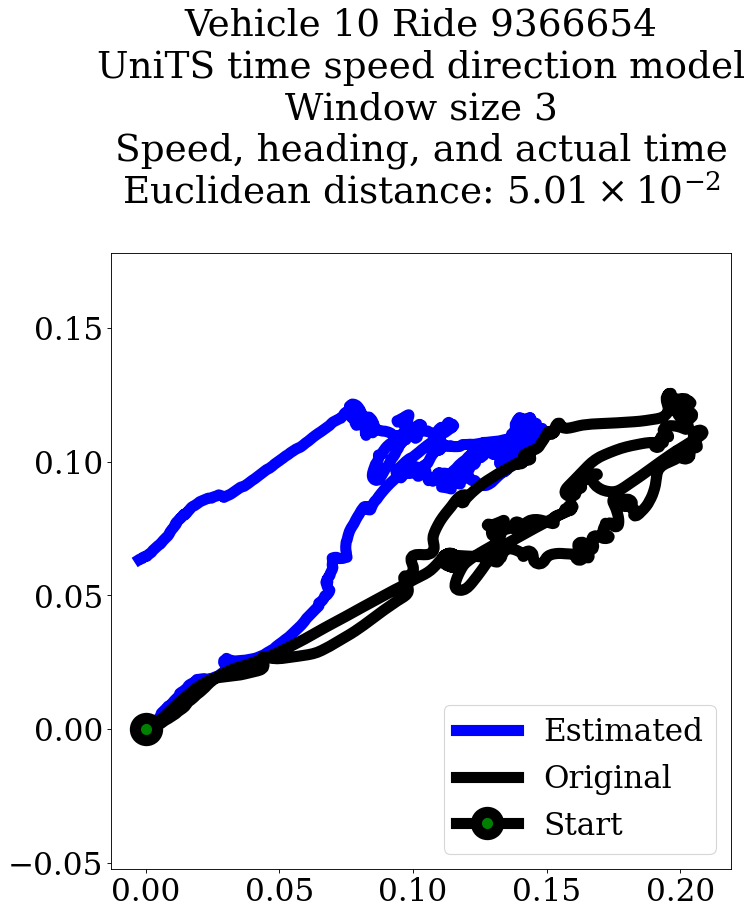 Vehicle 10 Ride 9366654
UniTS time speed direction model
Window size 3
Speed, heading, and actual time
Euclidean distance: 5.01 × 10⁻²
0.15
0.10
0.05
0.00
−0.05
0.00 0.05 0.10 0.15 0.20
Estimated
Original
Start